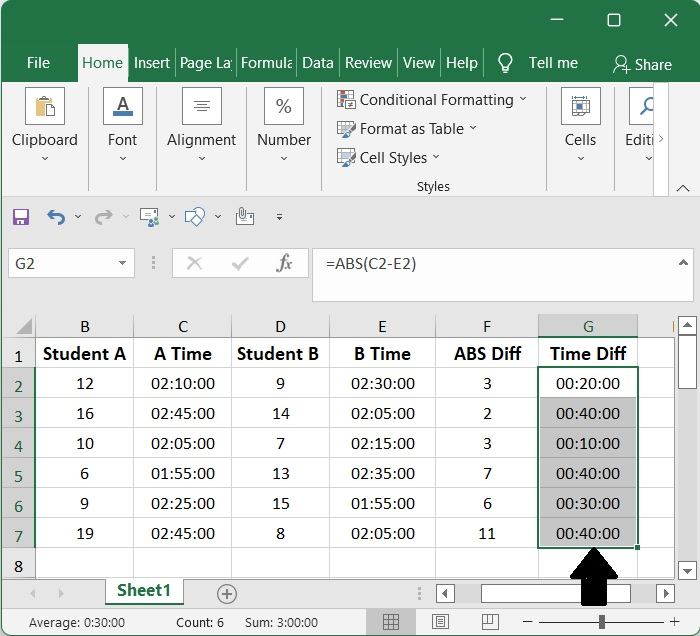 File Home Insert Page La Formula Data Review View Help Tell me Share
Clipboard Font Alignment Number
Conditional Formatting
Format as Table
Cell Styles
Styles
Cells
Editi
G2 fx =ABS(C2-E2)
B C D E F G
1 Student A A Time Student B B Time ABS Diff Time Diff
2 12 02:10:00 9 02:30:00 3 00:20:00
3 16 02:45:00 14 02:05:00 2 00:40:00
4 10 02:05:00 7 02:15:00 3 00:10:00
5 6 01:55:00 13 02:35:00 7 00:40:00
6 9 02:25:00 15 01:55:00 6 00:30:00
7 19 02:45:00 8 02:05:00 11 00:40:00
8
Sheet1
Average: 0:30:00 Count: 6 Sum: 3:00:00